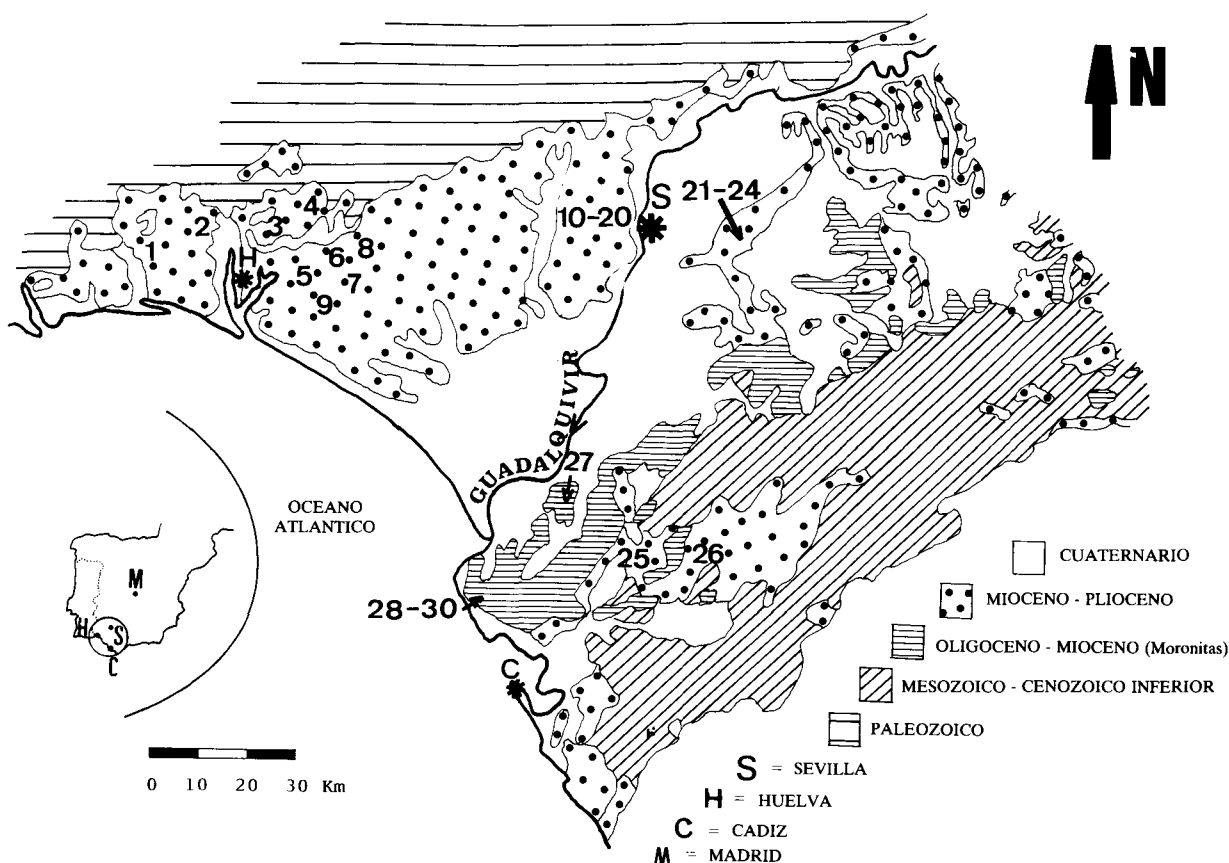 N
S
21-24
10-20
1
2
3
4
H
6
8
5
7
9
GUADALQUIVIR
27
OCEANO
ATLANTICO
25
26
28-30
C
M
H
S
C
CUATERNARIO
MIOCENO - PLIOCENO
OLIGOCENO - MIOCENO (Moronitas)
MESOZOICO - CENOZOICO INFERIOR
PALEOZOICO
0 10 20 30 Km
S = SEVILLA
H = HUELVA
C = CADIZ
M = MADRID